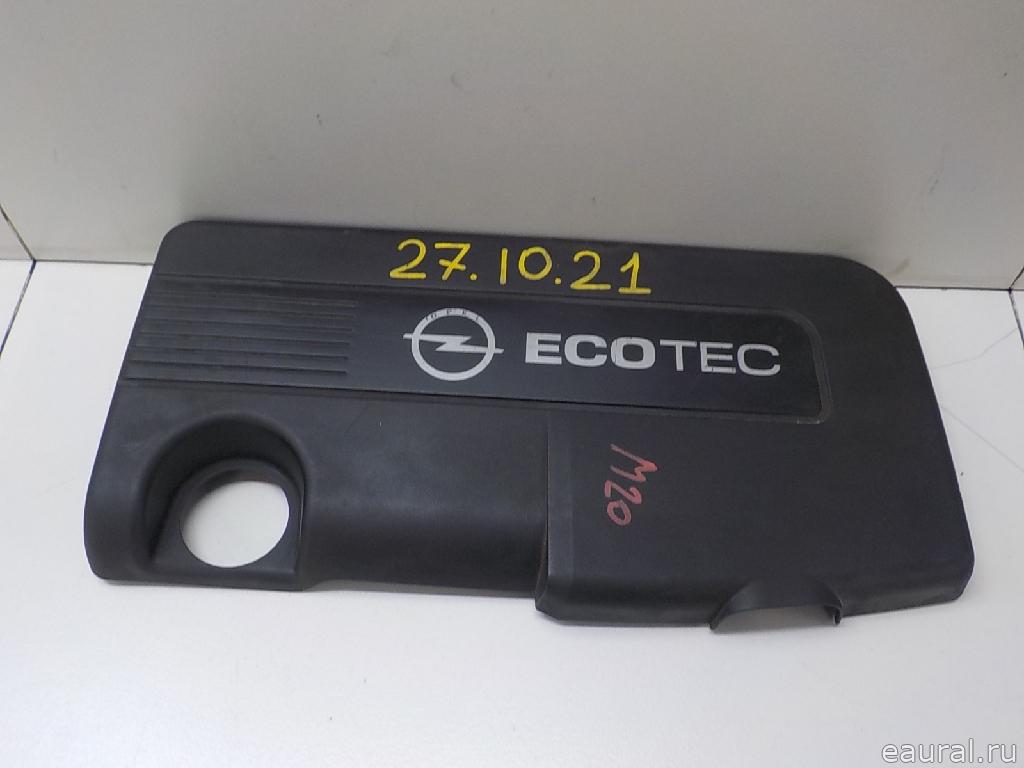 27.10.21
OPEL
ECOTEC
M20
eaural.ru